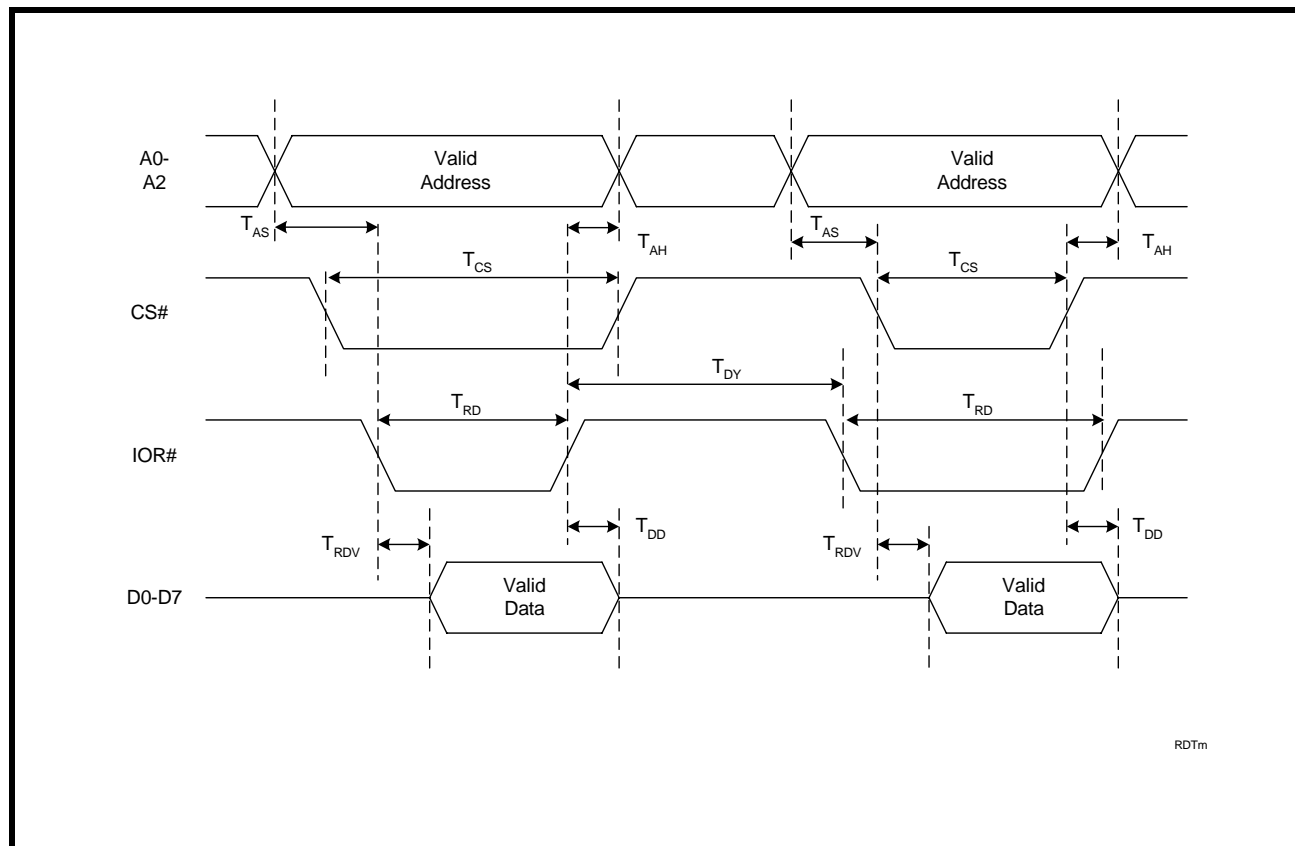 A0-
A2
Valid
Address
Valid
Address
TAS
TAH
TAS
TAH
TCS
TCS
CS#
TDY
TRD
TRD
IOR#
TRDV
TDD
TRDV
TDD
D0-D7
Valid
Data
Valid
Data
RDTm